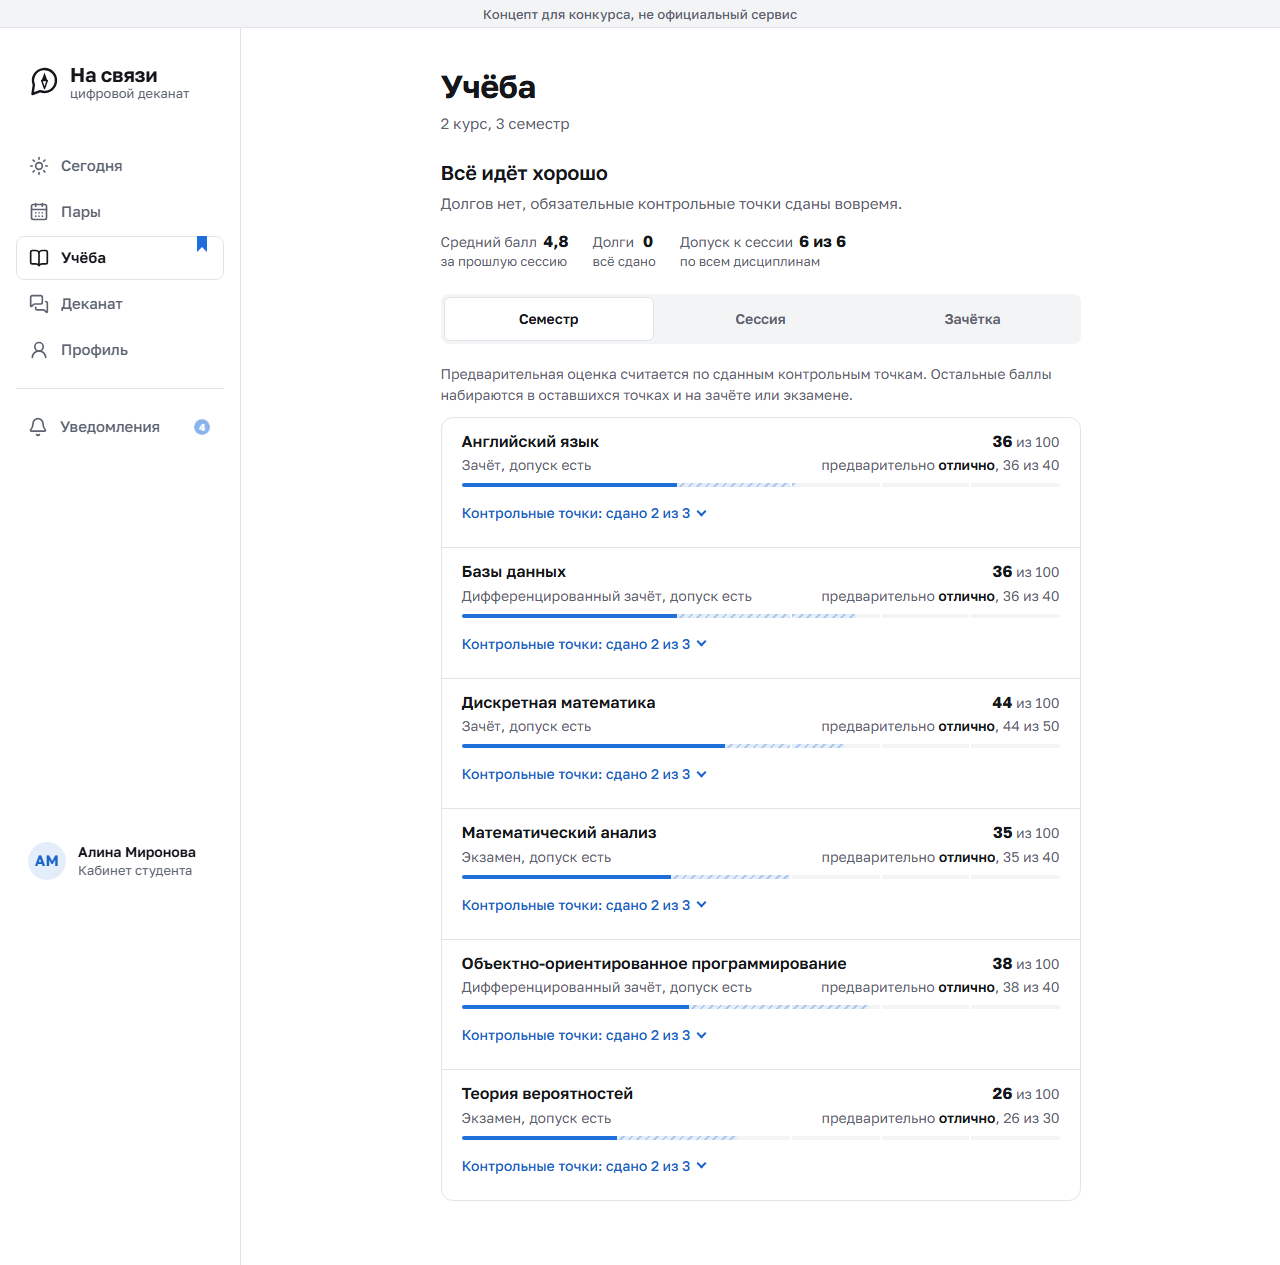 Концепт для конкурса, не официальный сервис
На связи
цифровой деканат
Сегодня
Пары
Учёба
Деканат
Профиль
Уведомления 4
АМ
Алина Миронова
Кабинет студента
Учёба
2 курс, 3 семестр
Всё идёт хорошо
Долгов нет, обязательные контрольные точки сданы вовремя.
Средний балл 4,8 Долги 0 Допуск к сессии 6 из 6
за прошлую сессию всё сдано по всем дисциплинам
Семестр Сессия Зачётка
Предварительная оценка считается по сданным контрольным точкам. Остальные баллы
набираются в оставшихся точках и на зачёте или экзамене.
Английский язык 36 из 100
Зачёт, допуск есть предварительно отлично, 36 из 40
Контрольные точки: сдано 2 из 3
Базы данных 36 из 100
Дифференцированный зачёт, допуск есть предварительно отлично, 36 из 40
Контрольные точки: сдано 2 из 3
Дискретная математика 44 из 100
Зачёт, допуск есть предварительно отлично, 44 из 50
Контрольные точки: сдано 2 из 3
Математический анализ 35 из 100
Экзамен, допуск есть предварительно отлично, 35 из 40
Контрольные точки: сдано 2 из 3
Объектно-ориентированное программирование 38 из 100
Дифференцированный зачёт, допуск есть предварительно отлично, 38 из 40
Контрольные точки: сдано 2 из 3
Теория вероятностей 26 из 100
Экзамен, допуск есть предварительно отлично, 26 из 30
Контрольные точки: сдано 2 из 3